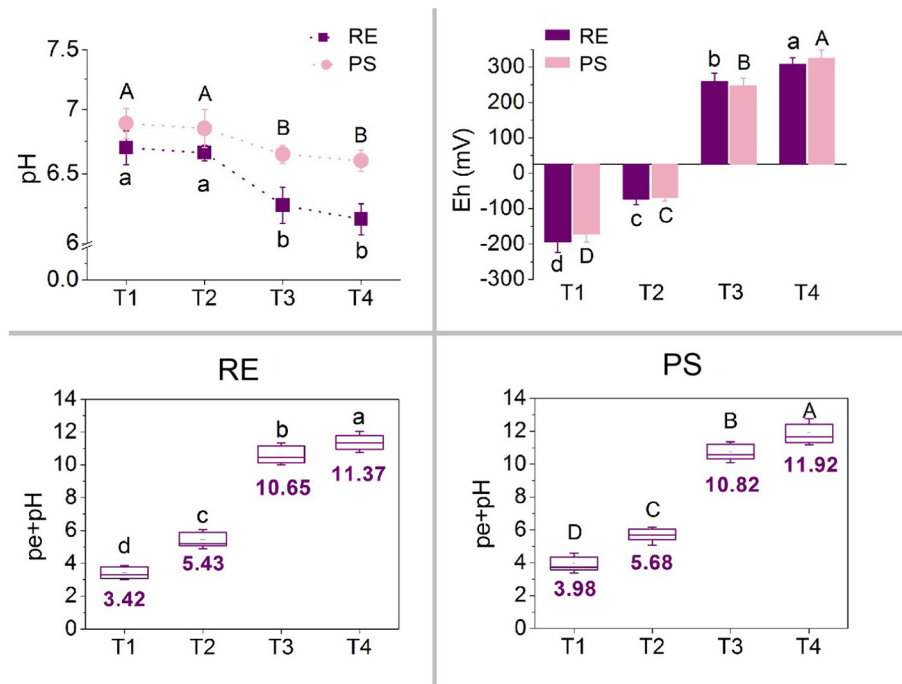 7.5
7
6.5
6
0.0
pH
RE
PS
A
A
B
B
a
a
b
b
T1
T2
T3
T4
RE
PS
300
200
100
0
-100
-200
-300
Eh (mV)
b
B
a
A
d
D
c
C
T1
T2
T3
T4
RE
14
12
10
8
6
4
2
0
pe+pH
d
c
b
a
3.42
5.43
10.65
11.37
T1
T2
T3
T4
PS
14
12
10
8
6
4
2
0
pe+pH
D
C
B
A
3.98
5.68
10.82
11.92
T1
T2
T3
T4